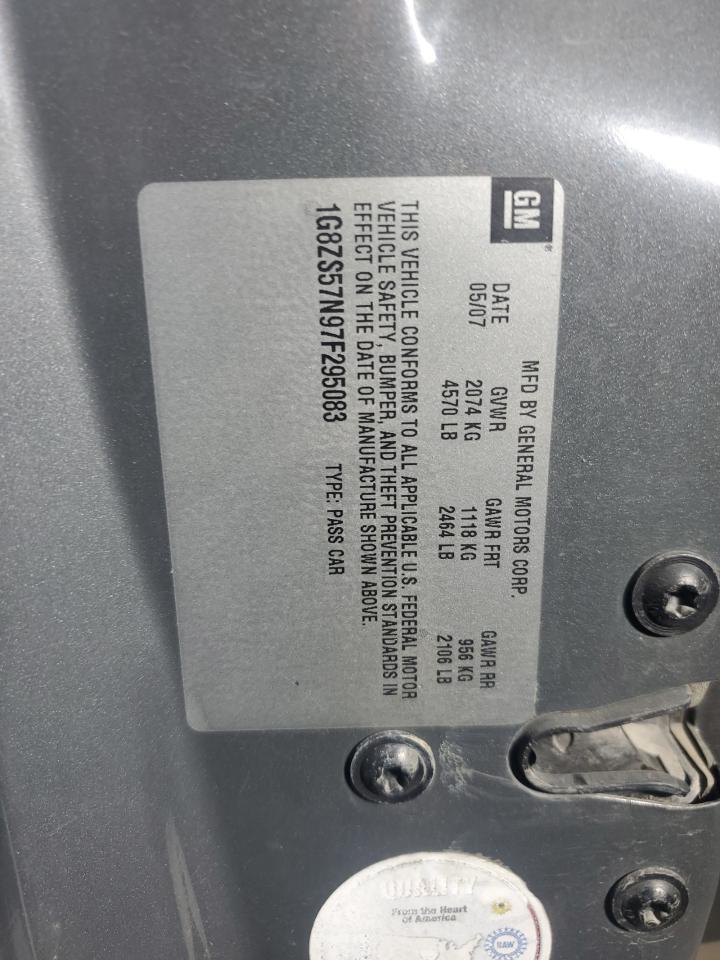 GM
MFD BY GENERAL MOTORS CORP.
DATE GVWR GAWR FRT GAWR RR
05/07 2074 KG 1118 KG 956 KG
4570 LB 2464 LB 2106 LB
THIS VEHICLE CONFORMS TO ALL APPLICABLE U.S. FEDERAL MOTOR
VEHICLE SAFETY, BUMPER, AND THEFT PREVENTION STANDARDS IN
EFFECT ON THE DATE OF MANUFACTURE SHOWN ABOVE.
1G8ZS57N97F295083 TYPE: PASS CAR
QUALITY
From the Heart
of America
UAW